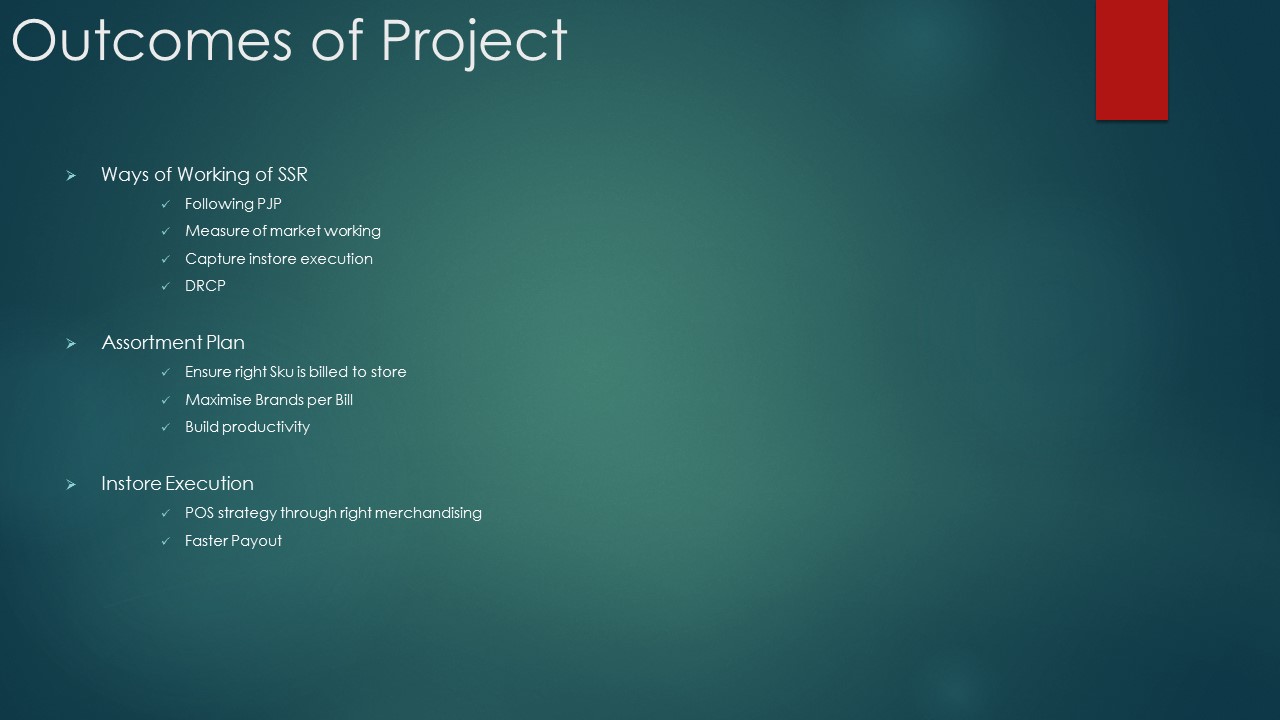 Outcomes of Project
Ways of Working of SSR
Following PJP
Measure of market working
Capture instore execution
DRCP
Assortment Plan
Ensure right Sku is billed to store
Maximise Brands per Bill
Build productivity
Instore Execution
POS strategy through right merchandising
Faster Payout